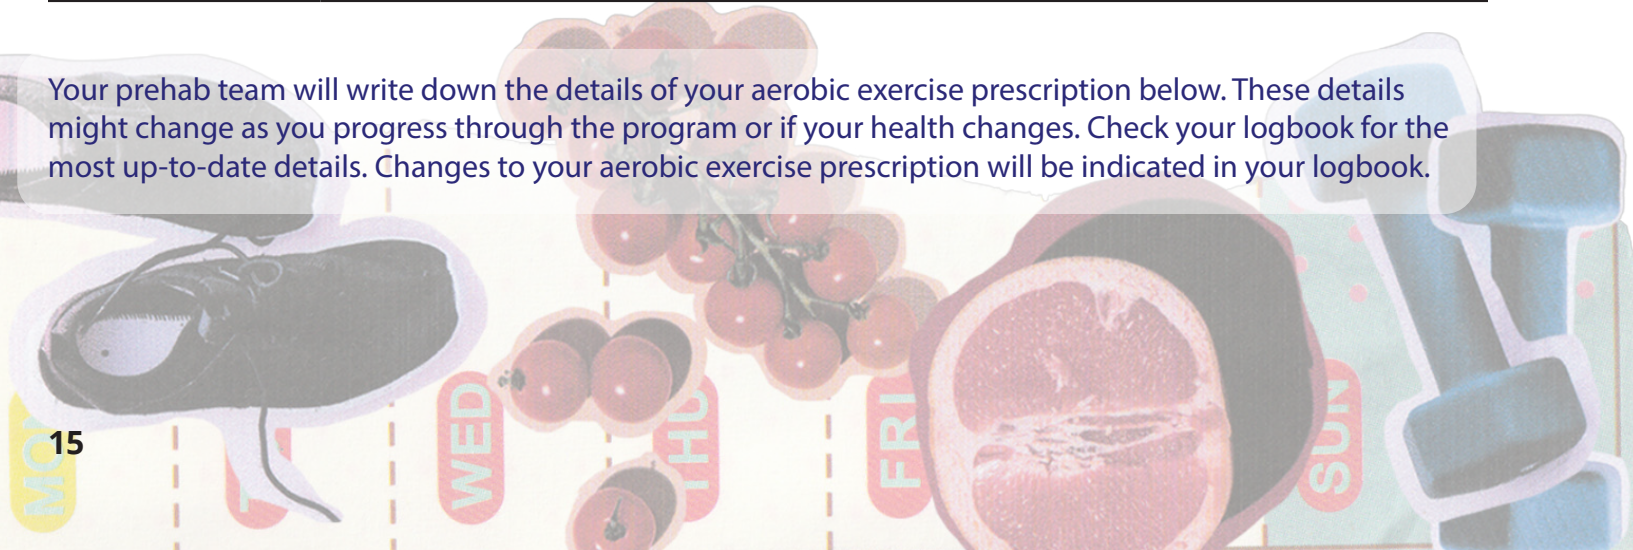 Your prehab team will write down the details of your aerobic exercise prescription below. These details
might change as you progress through the program or if your health changes. Check your logbook for the
most up-to-date details. Changes to your aerobic exercise prescription will be indicated in your logbook.
15
MON
WED
THU
FRI
SUN